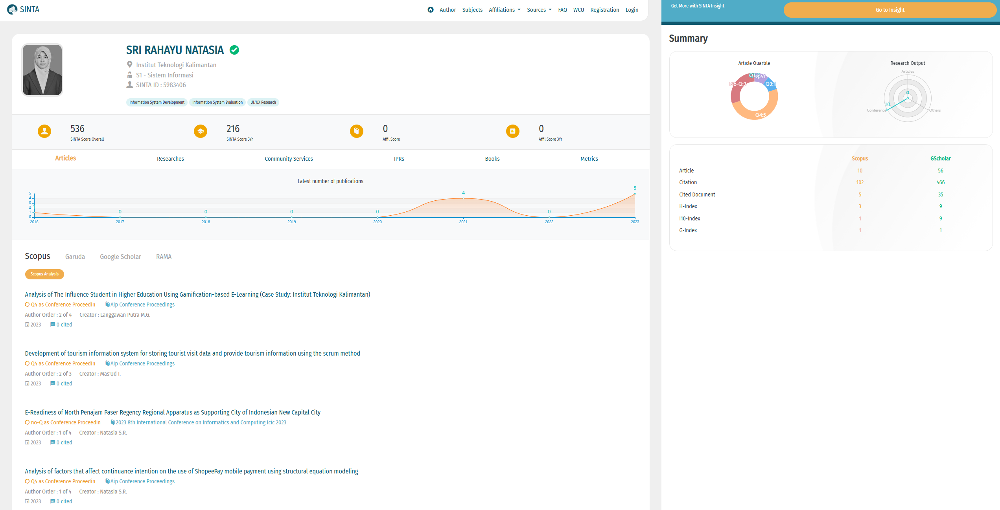 SINTA
Author Subjects Affiliations Sources FAQ WCU Registration Login
Get More with SINTA Insight
Go to Insight
SRI RAHAYU NATASIA
Institut Teknologi Kalimantan
S1 - Sistem Informasi
SINTA ID : 5983406
Information System Development Information System Evaluation UI/UX Research
536
SINTA Score Overall
216
SINTA Score 3Yr
0
Affil Score
0
Affil Score 3Yr
Articles Researches Community Services IPRs Books Metrics
Latest number of publications
5
4
3
2
1
0
1 0 0 0 0 4 0 5
2016 2017 2018 2019 2020 2021 2022 2023
Scopus Garuda Google Scholar RAMA
Scopus Analysis
Analysis of The Influence Student in Higher Education Using Gamification-based E-Learning (Case Study: Institut Teknologi Kalimantan)
Q4 as Conference Proceedin Aip Conference Proceedings
Author Order : 2 of 4 Creator : Langgawan Putra M.G.
2023 0 cited
Development of tourism information system for storing tourist visit data and provide tourism information using the scrum method
Q4 as Conference Proceedin Aip Conference Proceedings
Author Order : 2 of 3 Creator : Mas'Ud I.
2023 0 cited
E-Readiness of North Penajam Paser Regency Regional Apparatus as Supporting City of Indonesian New Capital City
no-Q as Conference Proceedin 2023 8th International Conference on Informatics and Computing Icic 2023
Author Order : 1 of 4 Creator : Natasia S.R.
2023 0 cited
Analysis of factors that affect continuance intention on the use of ShopeePay mobile payment using structural equation modeling
Q4 as Conference Proceedin Aip Conference Proceedings
Author Order : 1 of 4 Creator : Natasia S.R.
2023 0 cited
Summary
Article Quartile
Q2:1
Q3:1
No-Q:3
Q4:5
Research Output
Articles
0
10
Conference
Others
Scopus GScholar
Article 10 56
Citation 102 466
Cited Document 5 35
H-Index 3 9
i10-Index 1 9
G-Index 1 1